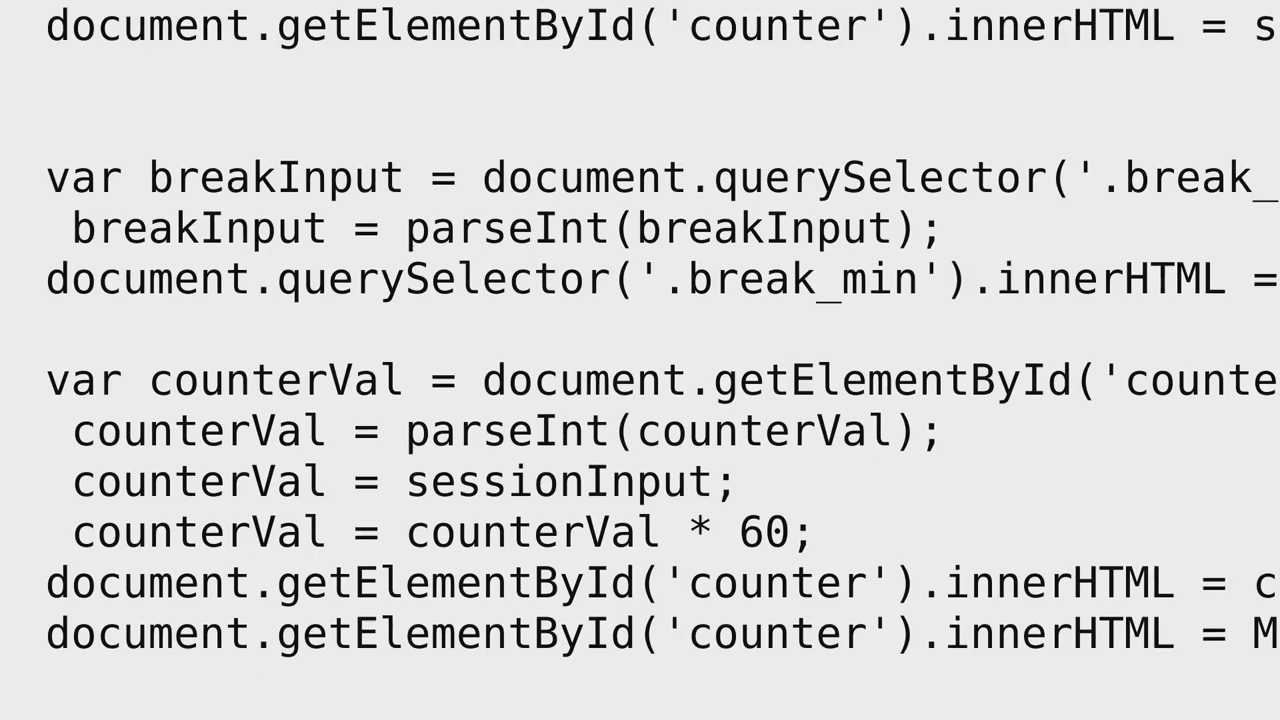 document.getElementById('counter').innerHTML = s
var breakInput = document.querySelector('.break_
breakInput = parseInt(breakInput);
document.querySelector('.break_min').innerHTML =
var counterVal = document.getElementById('counte
counterVal = parseInt(counterVal);
counterVal = sessionInput;
counterVal = counterVal * 60;
document.getElementById('counter').innerHTML = c
document.getElementById('counter').innerHTML = M